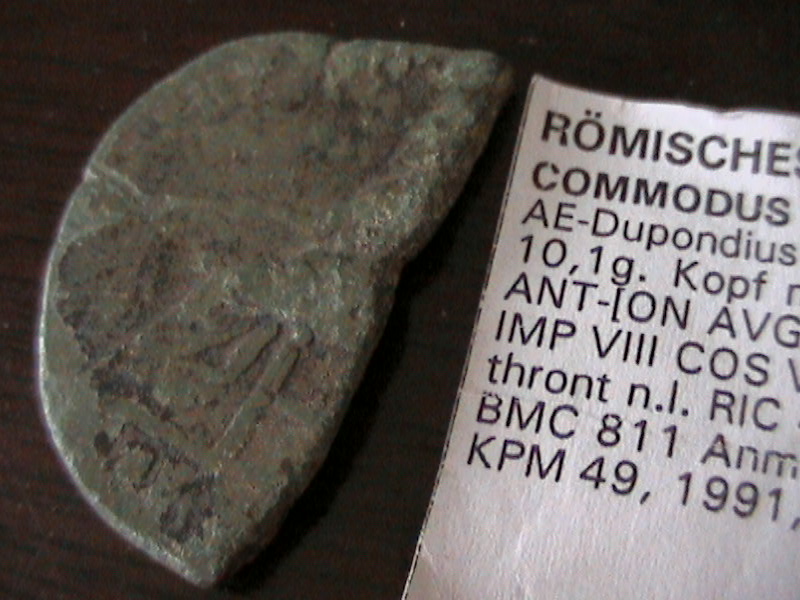 RÖMISCHES
COMMODUS
AE-Dupondius
10,1g. Kopf
ANT-ION AVG
IMP VIII COS V
thront n.l. RIC
BMC 811 Anm
KPM 49, 1991,